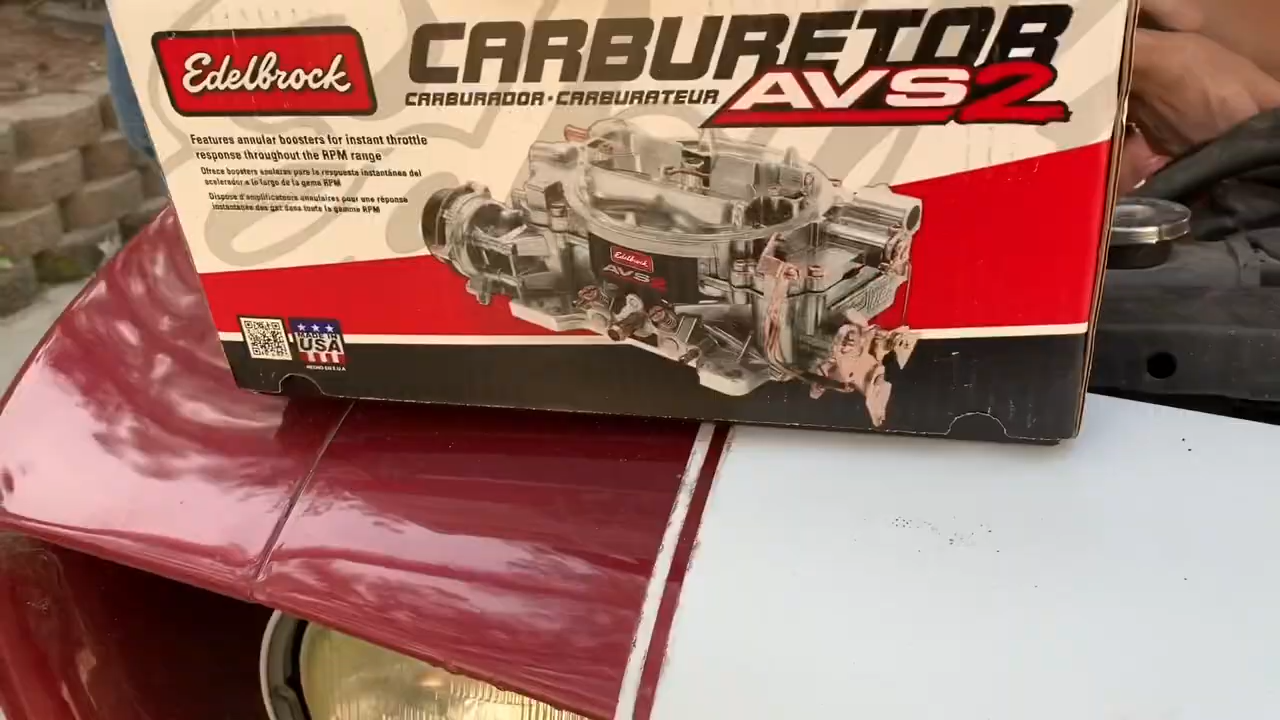 Edelbrock
CARBURETOR
CARBURADOR • CARBURATEUR
AVS2
Features annular boosters for instant throttle
response throughout the RPM range
Ofrece boosters anulares para la respuesta instantánea del
acelerador a lo largo de la gama RPM
Dispose d'amplificateurs annulaires pour une réponse
instantanée des gaz dans toute la gamme RPM
Edelbrock
AVS2
MADE IN
USA
HECHO EN E.U.A